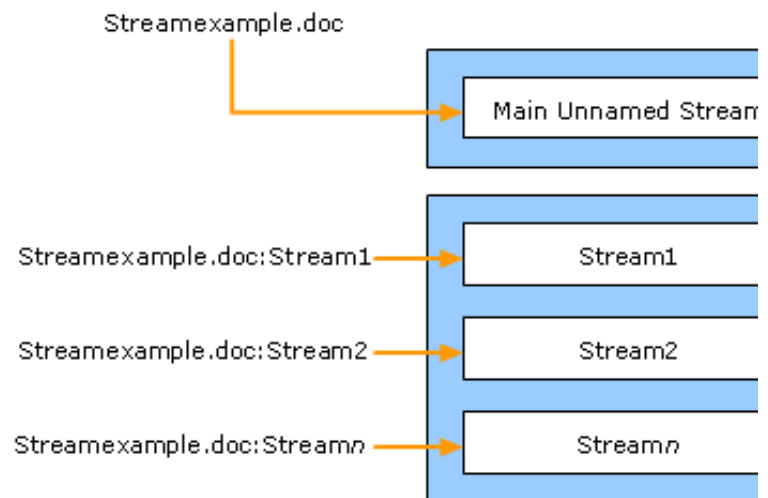 Streamexample.doc
Main Unnamed Stream
Streamexample.doc:Stream1
Stream1
Streamexample.doc:Stream2
Stream2
Streamexample.doc:Streamn
Streamn